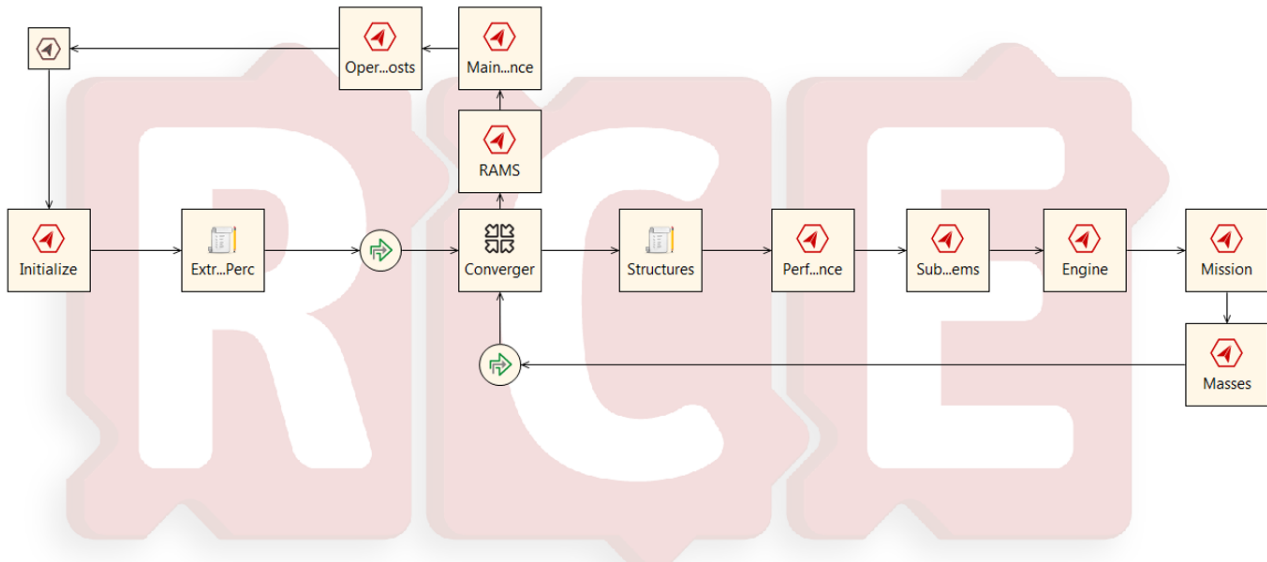 Oper...osts
Main...nce
RAMS
Initialize
Extr...Perc
Converger
Structures
Perf...nce
Sub...ems
Engine
Mission
Masses
RCE